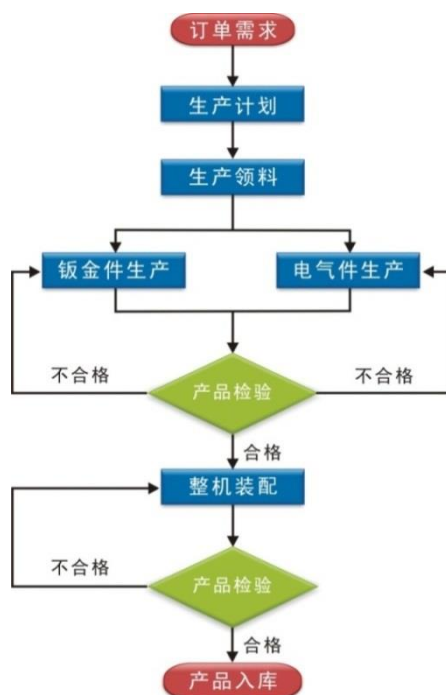 订单需求
生产计划
生产领料
钣金件生产
电气件生产
不合格
产品检验
不合格
合格
整机装配
不合格
产品检验
合格
产品入库